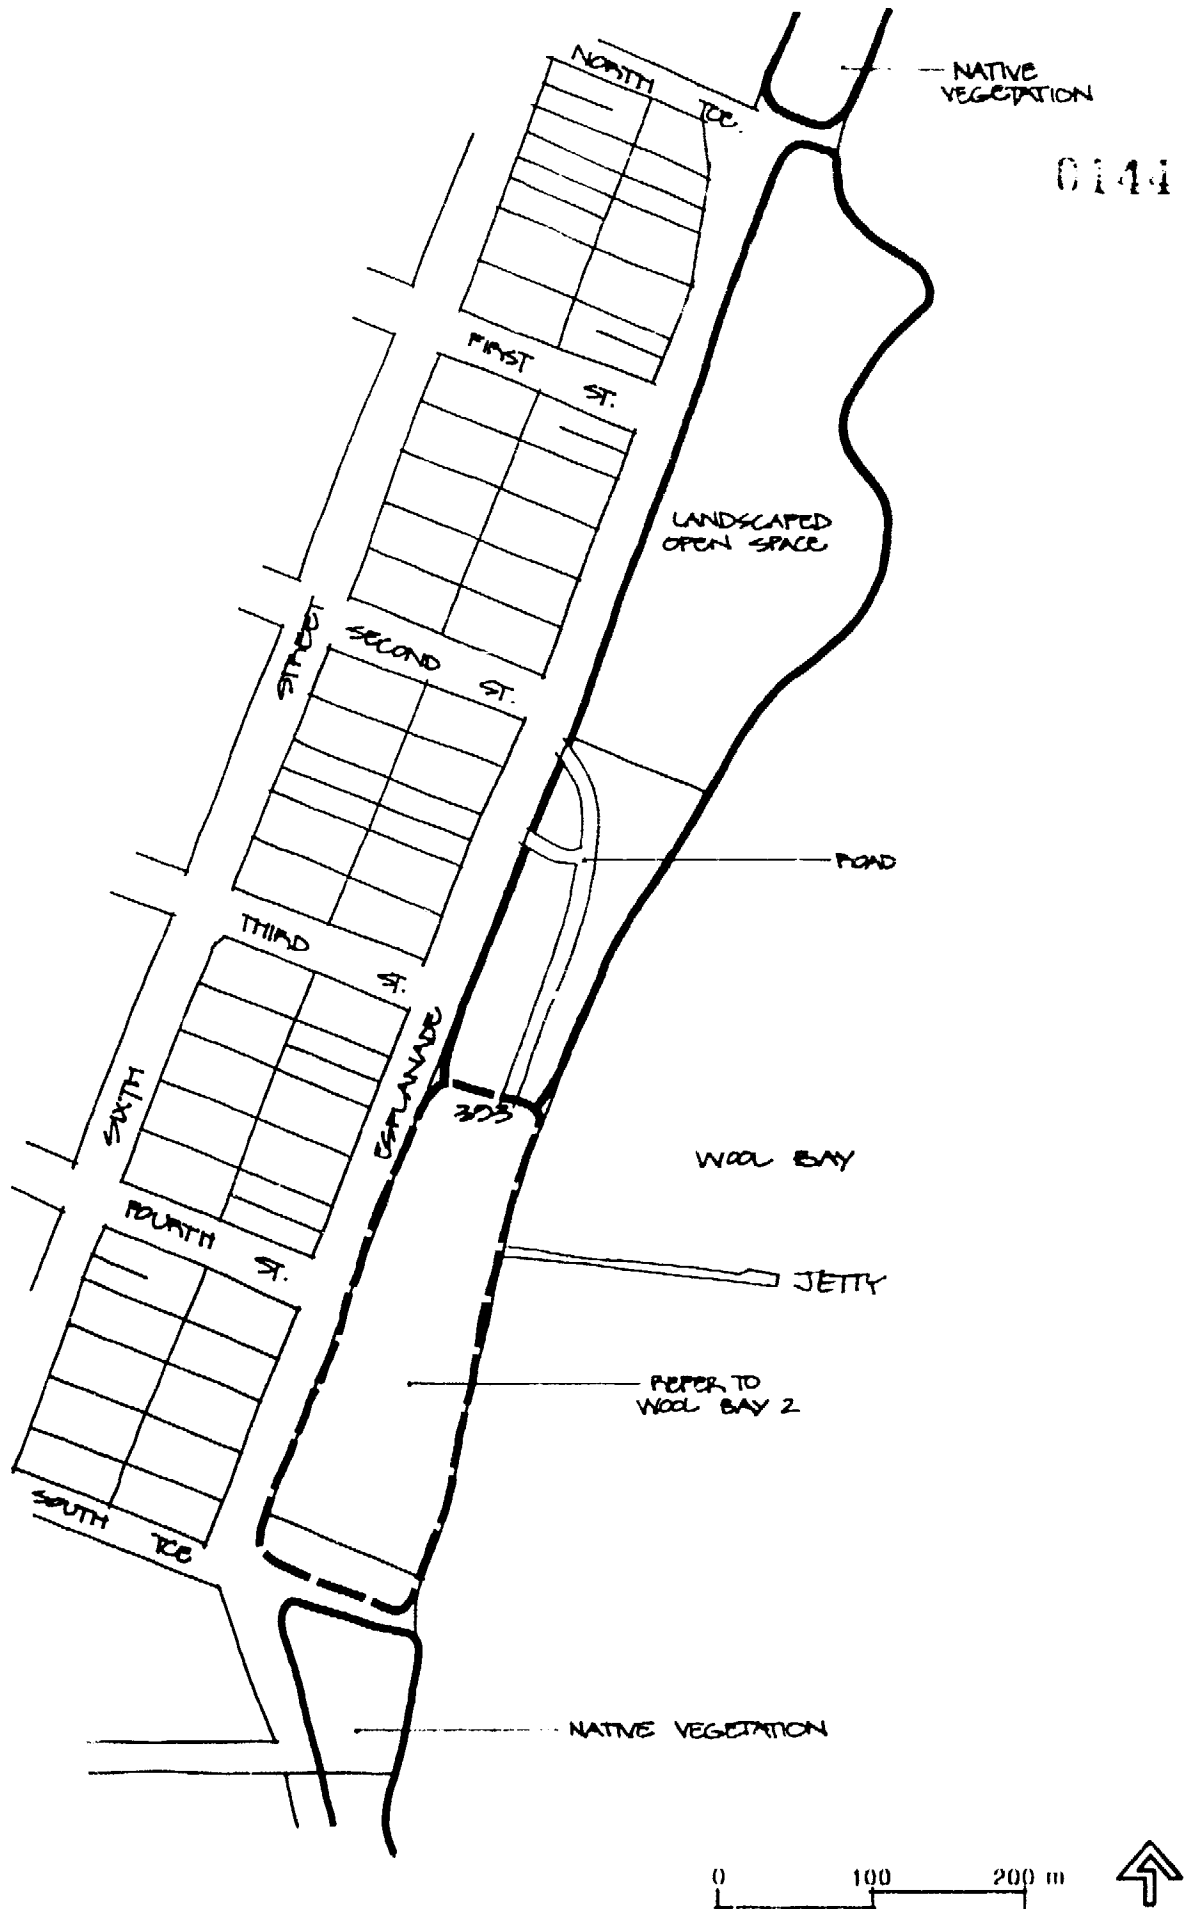 NORTH TCE.
NATIVE
VEGETATION
0144
FIRST ST.
LANDSCAPED
OPEN SPACE
STREET
SECOND ST.
ROAD
THIRD ST.
ESPLANADE
SIXTH
WOOL BAY
FOURTH ST.
JETTY
REFER TO
WOOL BAY 2
SOUTH TCE
NATIVE VEGETATION
0 100 200 m